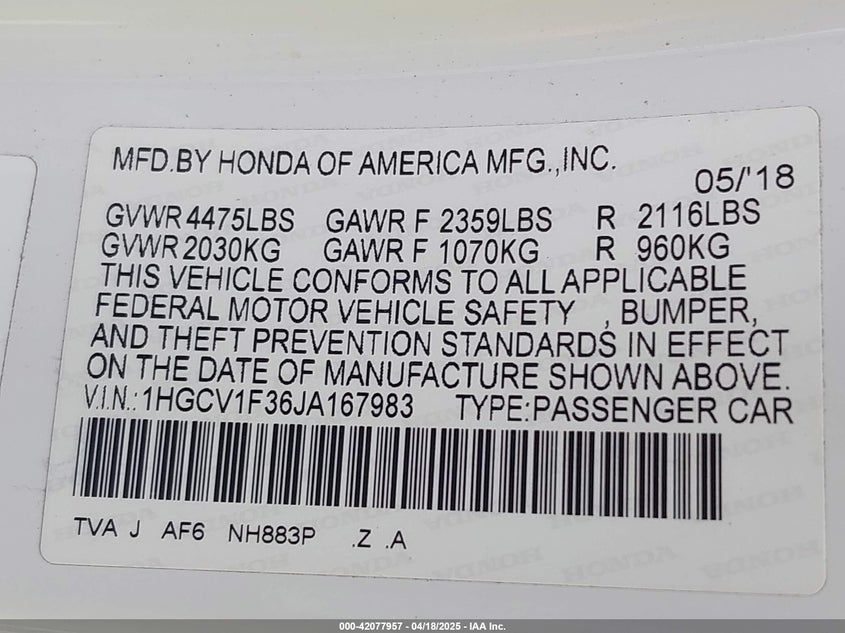 MFD.BY HONDA OF AMERICA MFG.,INC.
05/'18
GVWR 4475LBS GAWR F 2359LBS R 2116LBS
GVWR 2030KG GAWR F 1070KG R 960KG
THIS VEHICLE CONFORMS TO ALL APPLICABLE
FEDERAL MOTOR VEHICLE SAFETY , BUMPER,
AND THEFT PREVENTION STANDARDS IN EFFECT
ON THE DATE OF MANUFACTURE SHOWN ABOVE.
V.I.N.: 1HGCV1F36JA167983 TYPE:PASSENGER CAR
TVA J AF6 NH883P .Z .A
000-42077957 - 04/18/2025 - IAA Inc.